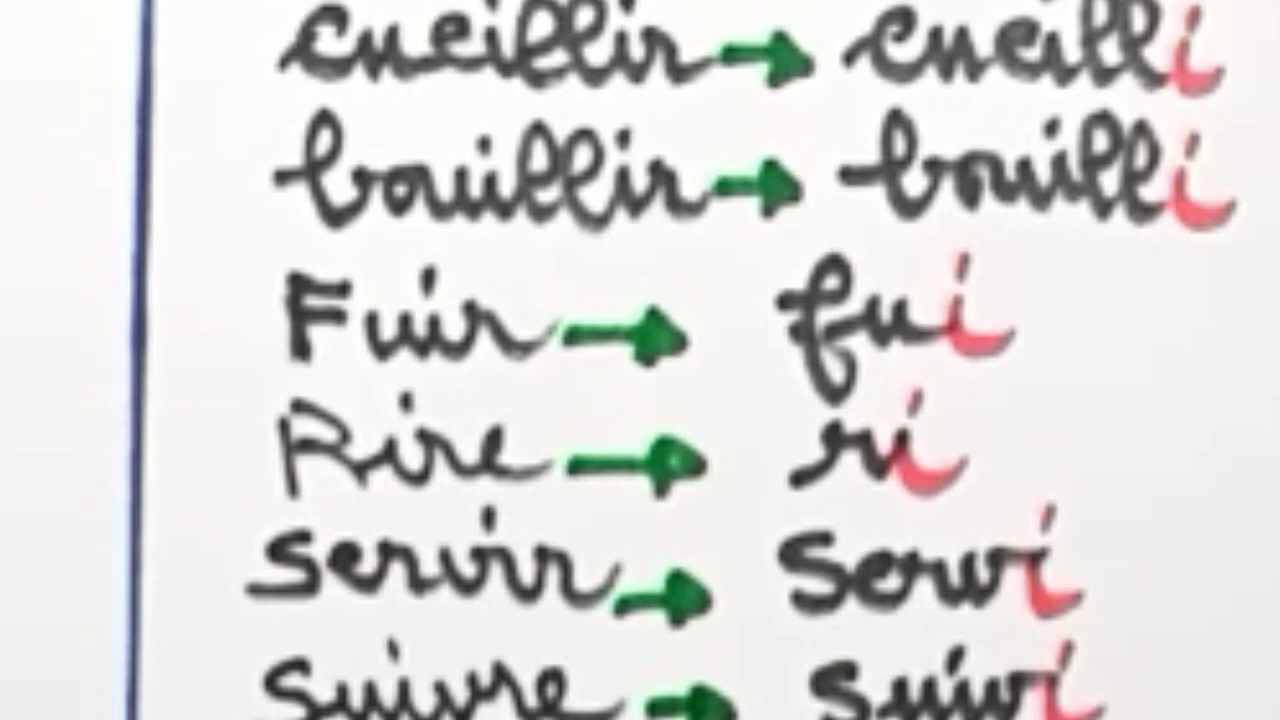 cueillir → cueilli
bouillir → bouilli
Fuir → fui
Rire → ri
servir → servi
suivre → suivi